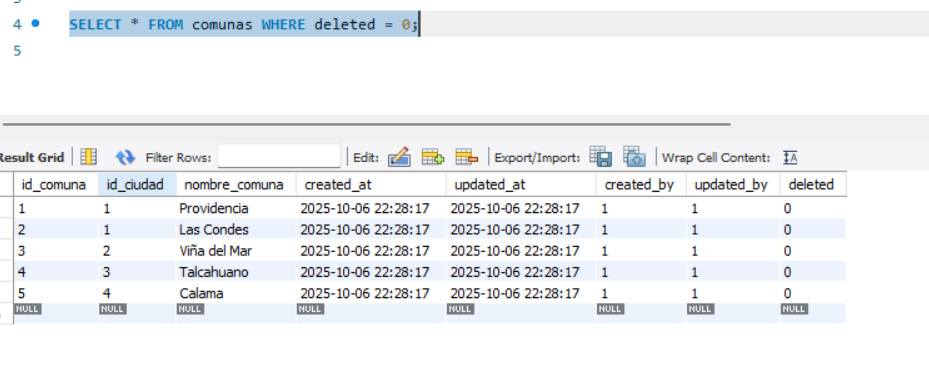 4 SELECT * FROM comunas WHERE deleted = 0;
5
Result Grid Filter Rows: Edit: Export/Import: Wrap Cell Content: IA
id_comuna id_ciudad nombre_comuna created_at updated_at created_by updated_by deleted
1 1 Providencia 2025-10-06 22:28:17 2025-10-06 22:28:17 1 1 0
2 1 Las Condes 2025-10-06 22:28:17 2025-10-06 22:28:17 1 1 0
3 2 Viña del Mar 2025-10-06 22:28:17 2025-10-06 22:28:17 1 1 0
4 3 Talcahuano 2025-10-06 22:28:17 2025-10-06 22:28:17 1 1 0
5 4 Calama 2025-10-06 22:28:17 2025-10-06 22:28:17 1 1 0
NULL NULL NULL NULL NULL NULL NULL NULL